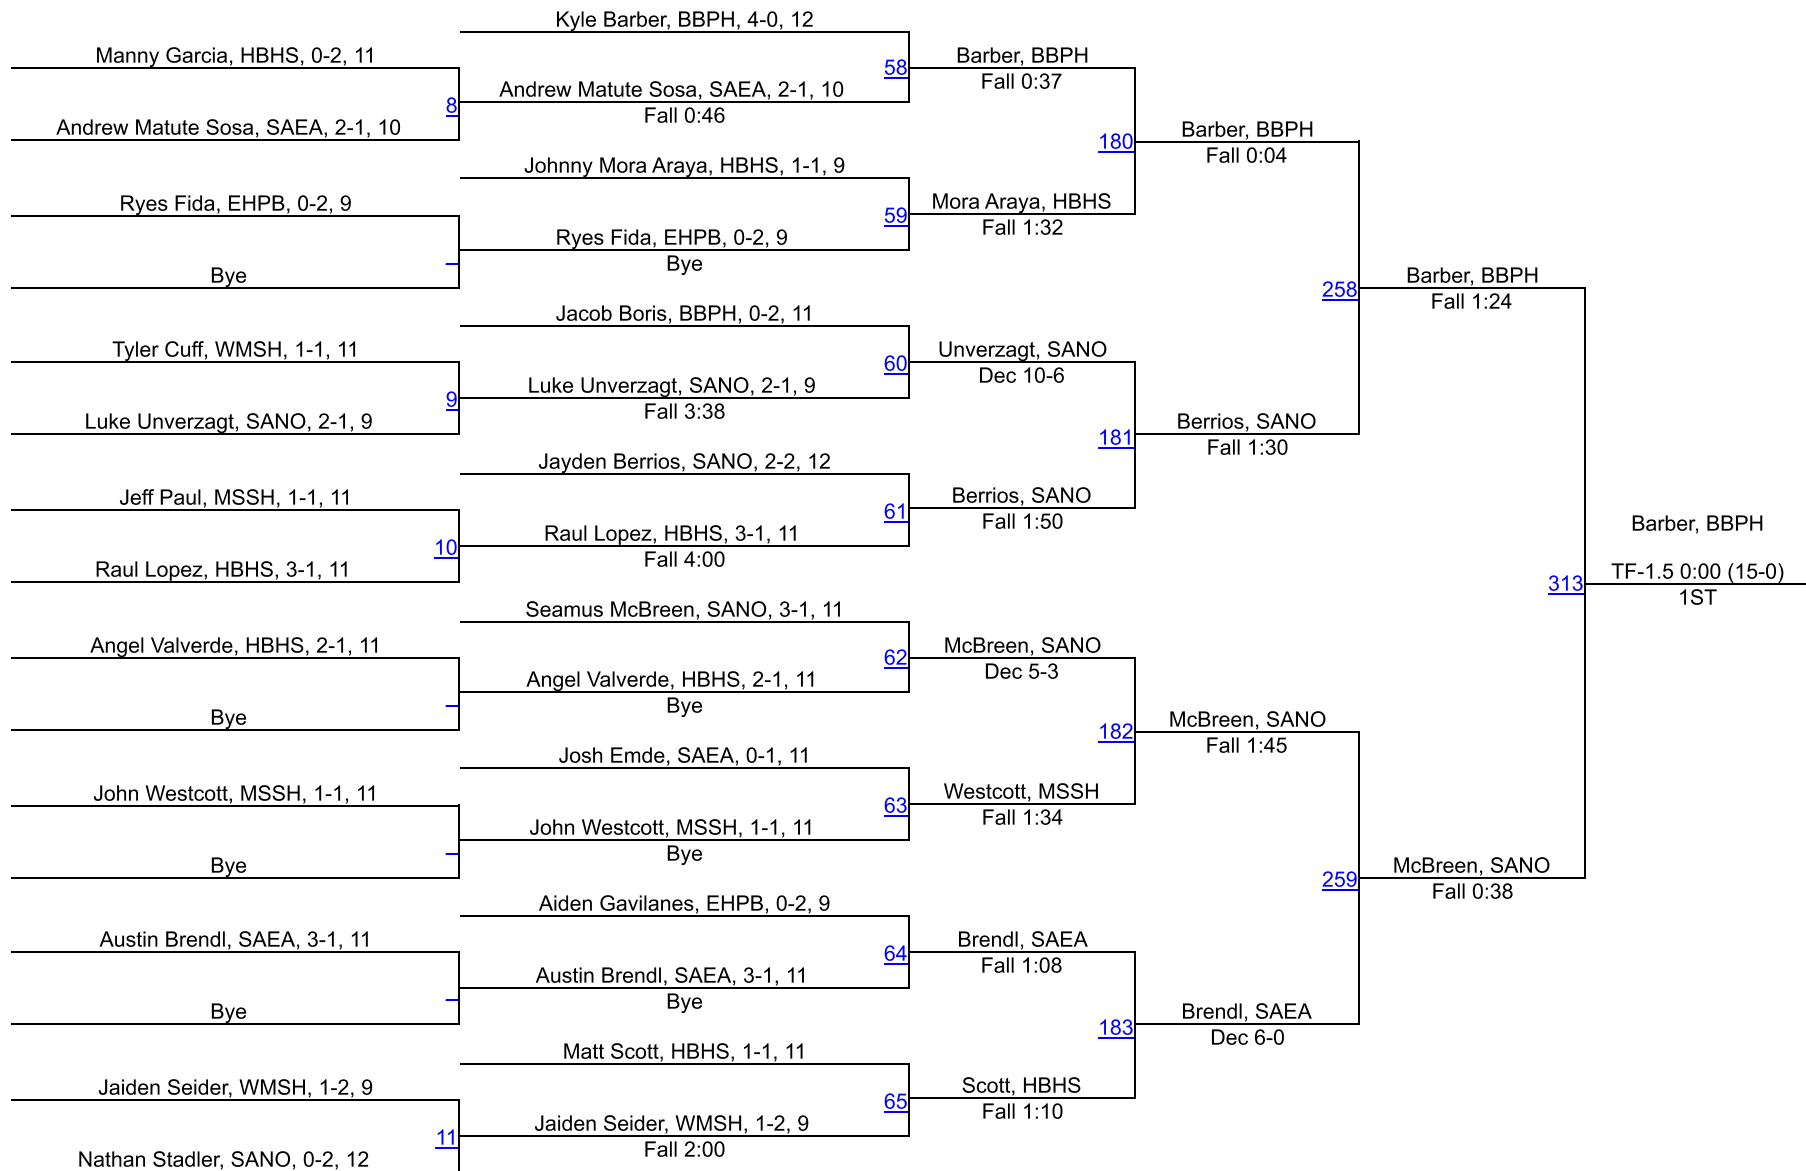 Kyle Barber, BBPH, 4-0, 12
Manny Garcia, HBHS, 0-2, 11
58
Barber, BBPH
Fall 0:37
8
Andrew Matute Sosa, SAEA, 2-1, 10
Fall 0:46
Andrew Matute Sosa, SAEA, 2-1, 10
180
Barber, BBPH
Fall 0:04
Johnny Mora Araya, HBHS, 1-1, 9
Ryes Fida, EHPB, 0-2, 9
59
Mora Araya, HBHS
Fall 1:32
Ryes Fida, EHPB, 0-2, 9
Bye
Bye
258
Barber, BBPH
Fall 1:24
Jacob Boris, BBPH, 0-2, 11
Tyler Cuff, WMSH, 1-1, 11
60
Unverzagt, SANO
Dec 10-6
9
Luke Unverzagt, SANO, 2-1, 9
Fall 3:38
Luke Unverzagt, SANO, 2-1, 9
181
Berrios, SANO
Fall 1:30
Jayden Berrios, SANO, 2-2, 12
Jeff Paul, MSSH, 1-1, 11
61
Berrios, SANO
Fall 1:50
10
Raul Lopez, HBHS, 3-1, 11
Fall 4:00
Raul Lopez, HBHS, 3-1, 11
Barber, BBPH
313
TF-1.5 0:00 (15-0)
1ST
Seamus McBreen, SANO, 3-1, 11
Angel Valverde, HBHS, 2-1, 11
62
McBreen, SANO
Dec 5-3
Angel Valverde, HBHS, 2-1, 11
Bye
Bye
182
McBreen, SANO
Fall 1:45
Josh Emde, SAEA, 0-1, 11
John Westcott, MSSH, 1-1, 11
63
Westcott, MSSH
Fall 1:34
John Westcott, MSSH, 1-1, 11
Bye
Bye
259
McBreen, SANO
Fall 0:38
Aiden Gavilanes, EHPB, 0-2, 9
Austin Brendl, SAEA, 3-1, 11
64
Brendl, SAEA
Fall 1:08
Austin Brendl, SAEA, 3-1, 11
Bye
Bye
183
Brendl, SAEA
Dec 6-0
Matt Scott, HBHS, 1-1, 11
Jaiden Seider, WMSH, 1-2, 9
65
Scott, HBHS
Fall 1:10
11
Jaiden Seider, WMSH, 1-2, 9
Fall 2:00
Nathan Stadler, SANO, 0-2, 12